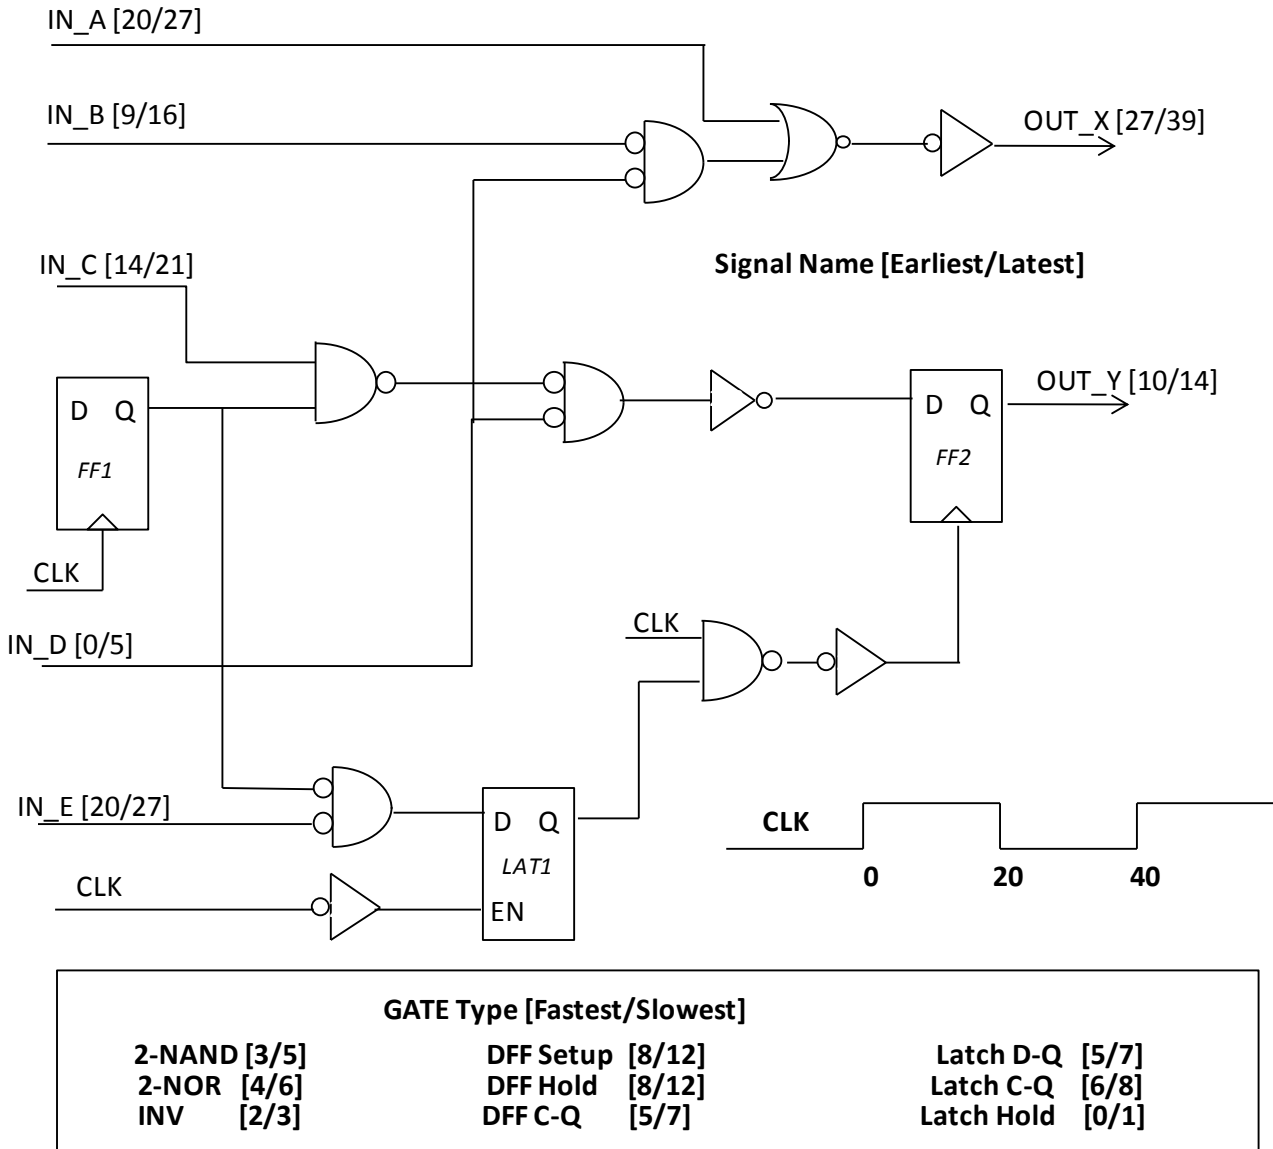 IN_A [20/27]
IN_B [9/16]
OUT_X [27/39]
IN_C [14/21]
Signal Name [Earliest/Latest]
D Q
FF1
CLK
OUT_Y [10/14]
D Q
FF2
IN_D [0/5]
CLK
IN_E [20/27]
D Q
LAT1
EN
CLK
CLK
0 20 40
GATE Type [Fastest/Slowest]
2-NAND [3/5] DFF Setup [8/12] Latch D-Q [5/7]
2-NOR [4/6] DFF Hold [8/12] Latch C-Q [6/8]
INV [2/3] DFF C-Q [5/7] Latch Hold [0/1]